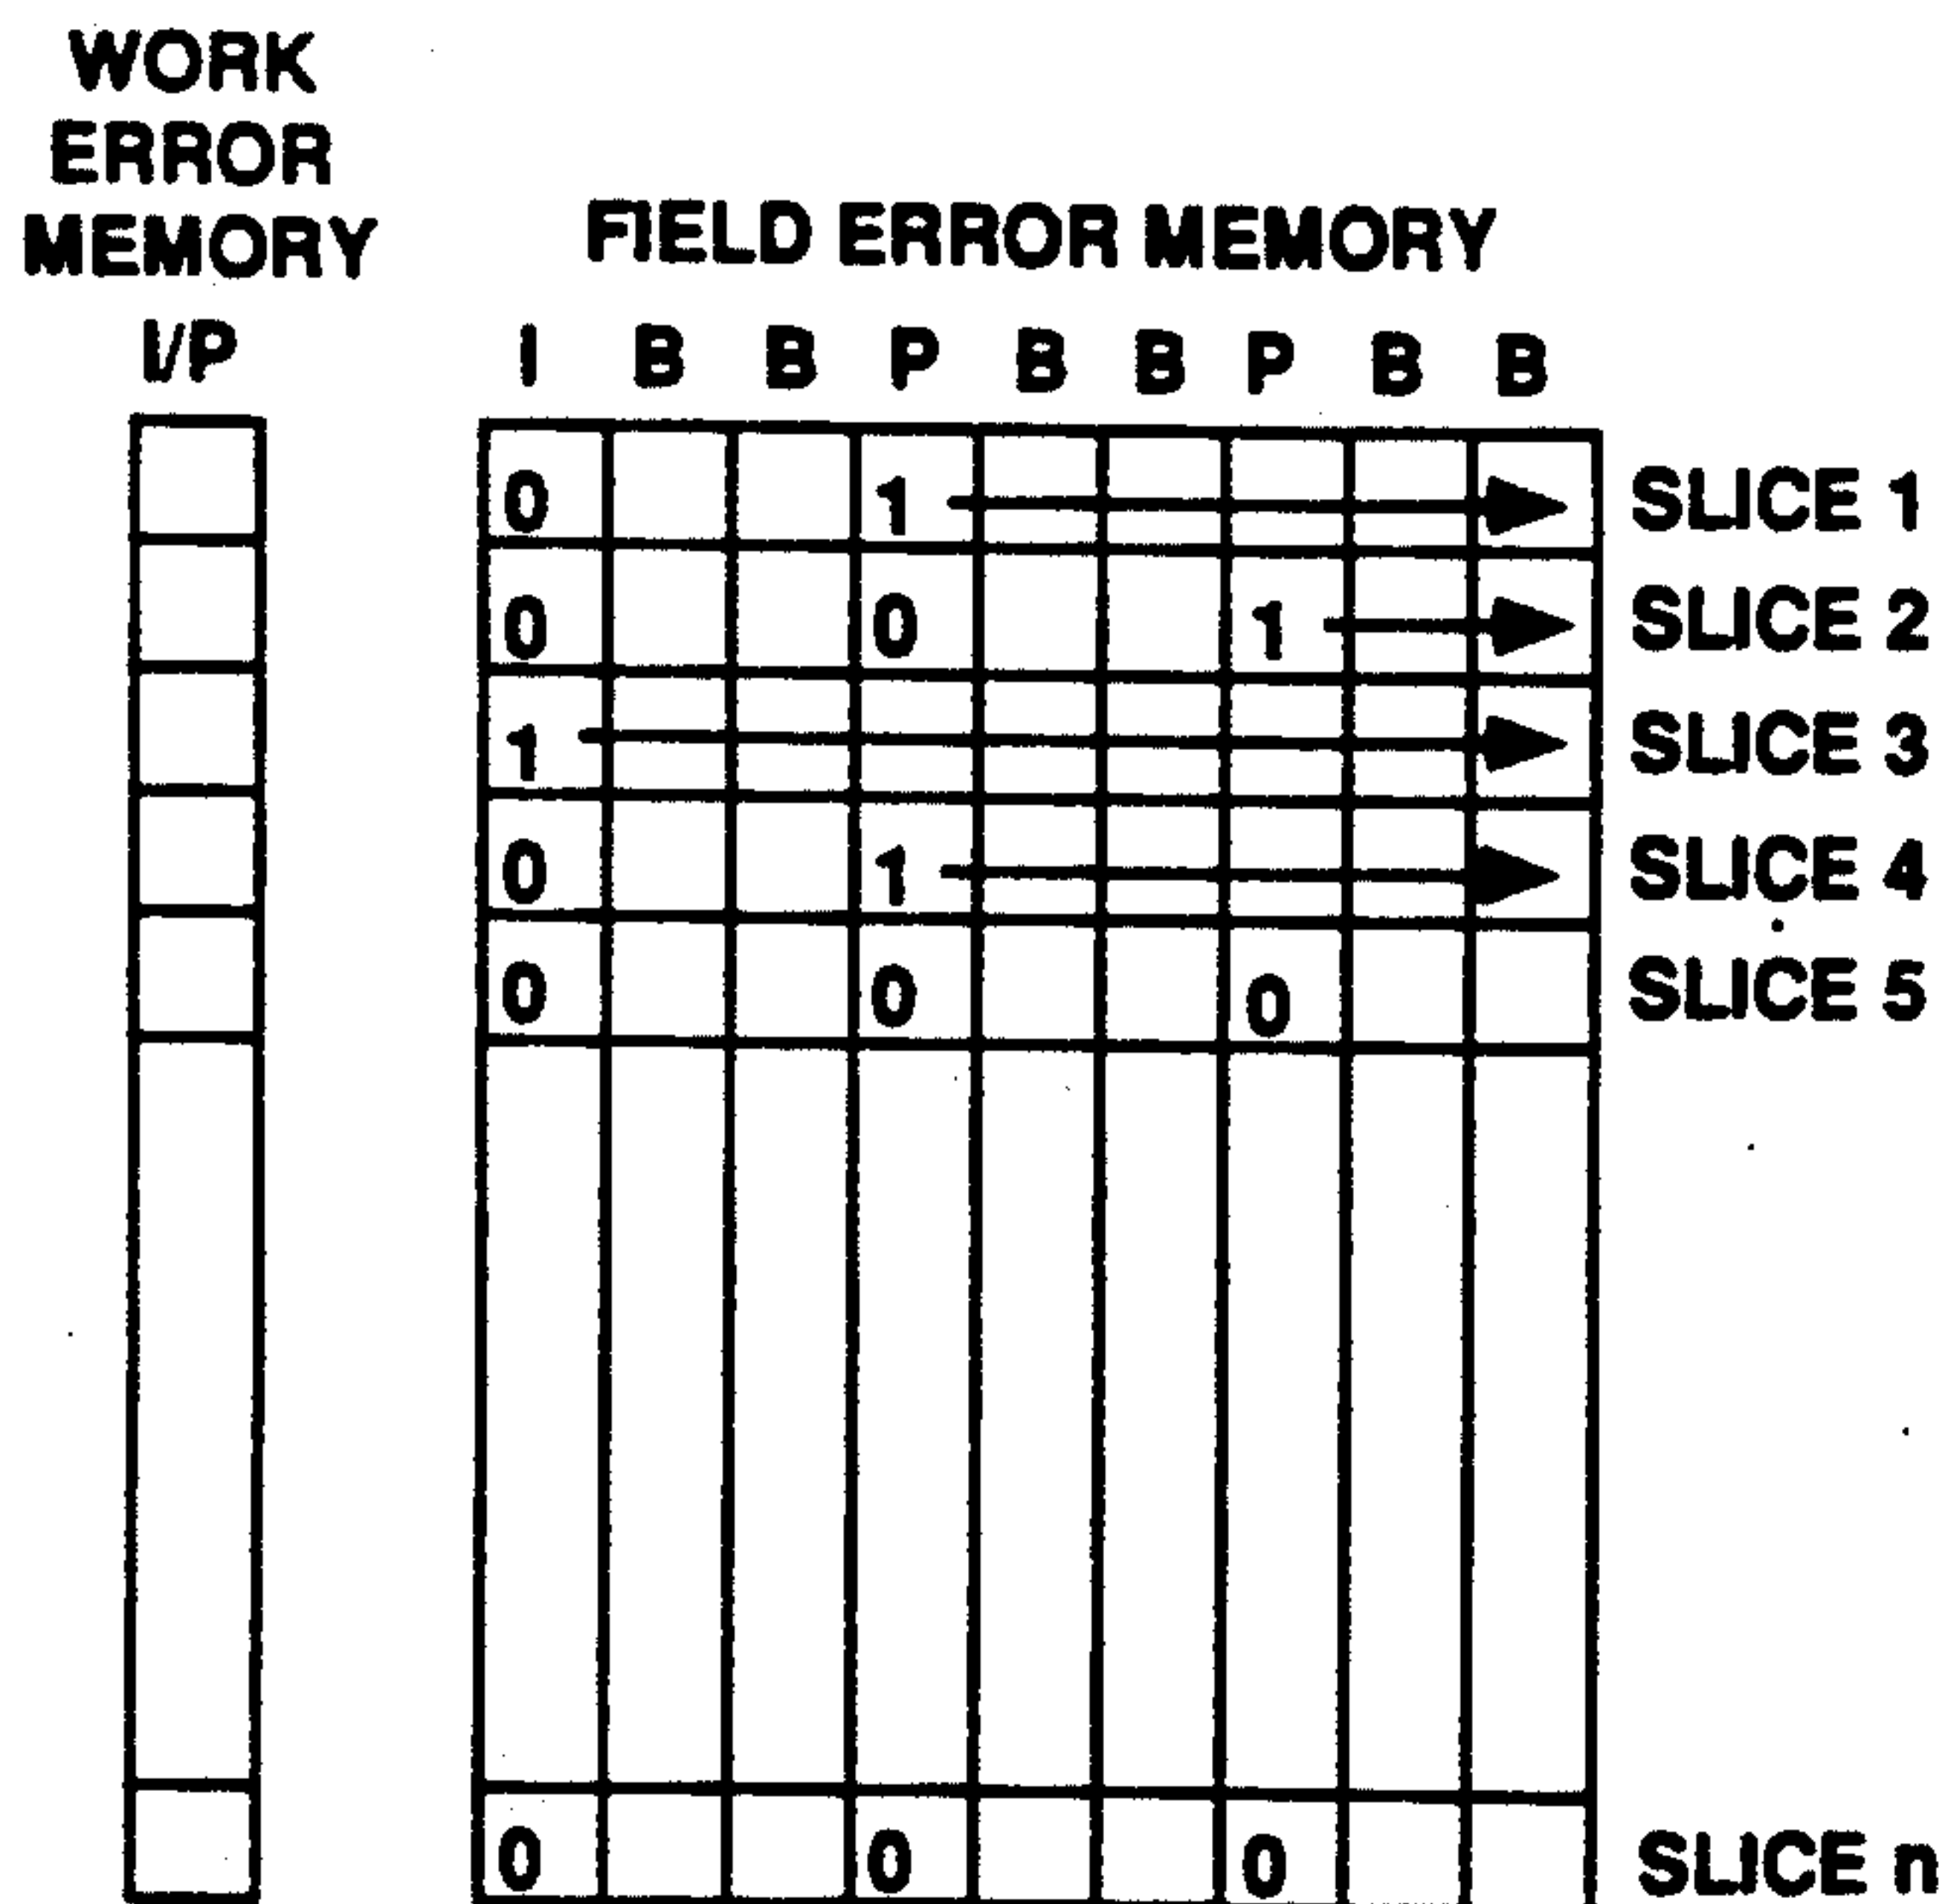 WORK
ERROR
MEMORY
FIELD ERROR MEMORY
I/P I B B P B B P B B
0 1 SLICE 1
0 0 1 SLICE 2
1 SLICE 3
0 1 SLICE 4
0 0 0 SLICE 5
0 0 0 SLICE n